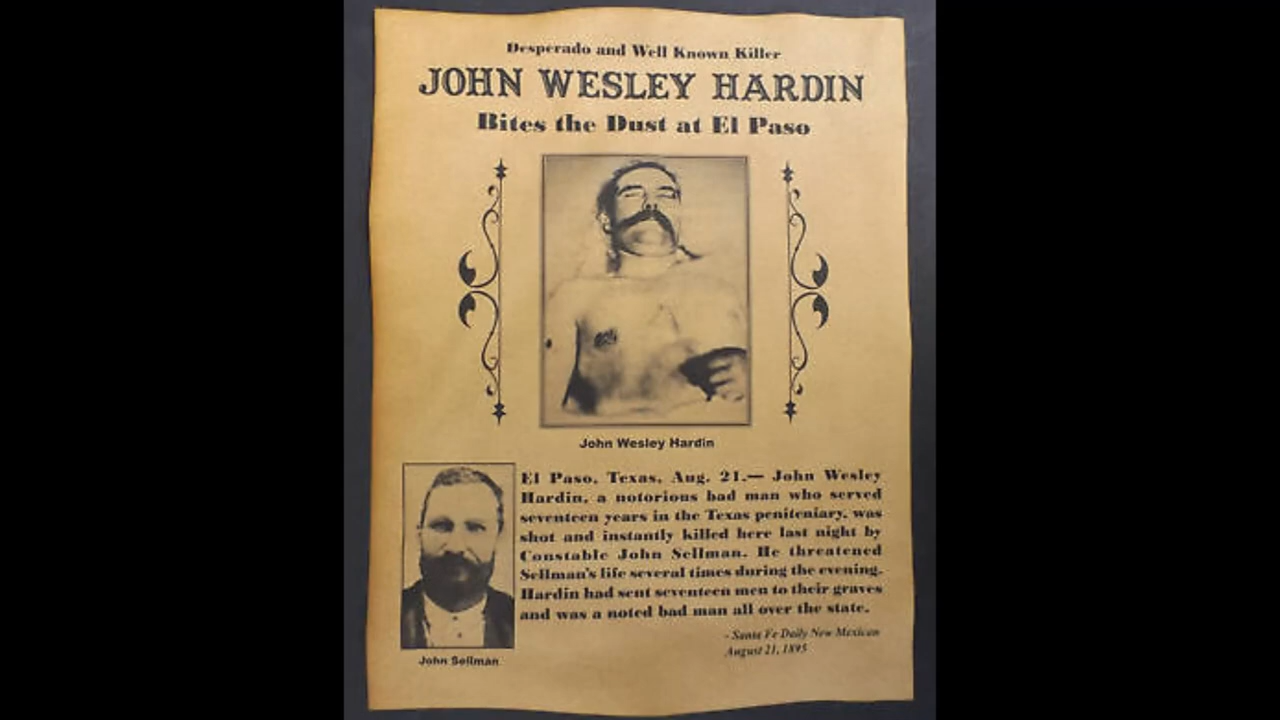 Desperado and Well Known Killer
JOHN WESLEY HARDIN
Bites the Dust at El Paso
John Wesley Hardin
El Paso, Texas, Aug. 21.— John Wesley
Hardin, a notorious bad man who served
seventeen years in the Texas peniteniary, was
shot and instantly killed here last night by
Constable John Sellman. He threatened
Sellman's life several times during the evening.
Hardin had sent seventeen men to their graves
and was a noted bad man all over the state.
- Santa Fe Daily New Mexican
August 21, 1895
John Sellman